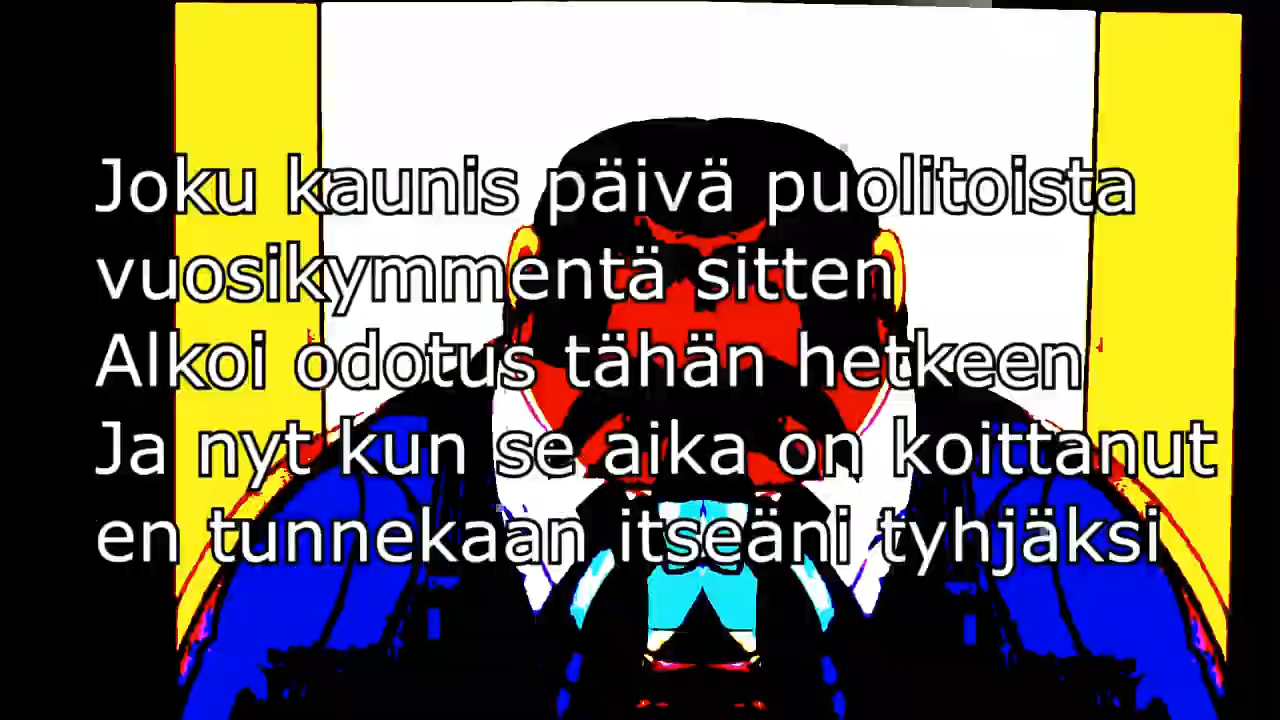 Joku kaunis päivä puolitoista
vuosikymmentä sitten
Alkoi odotus tähän hetkeen
Ja nyt kun se aika on koittanut
en tunnekaan itseäni tyhjäksi